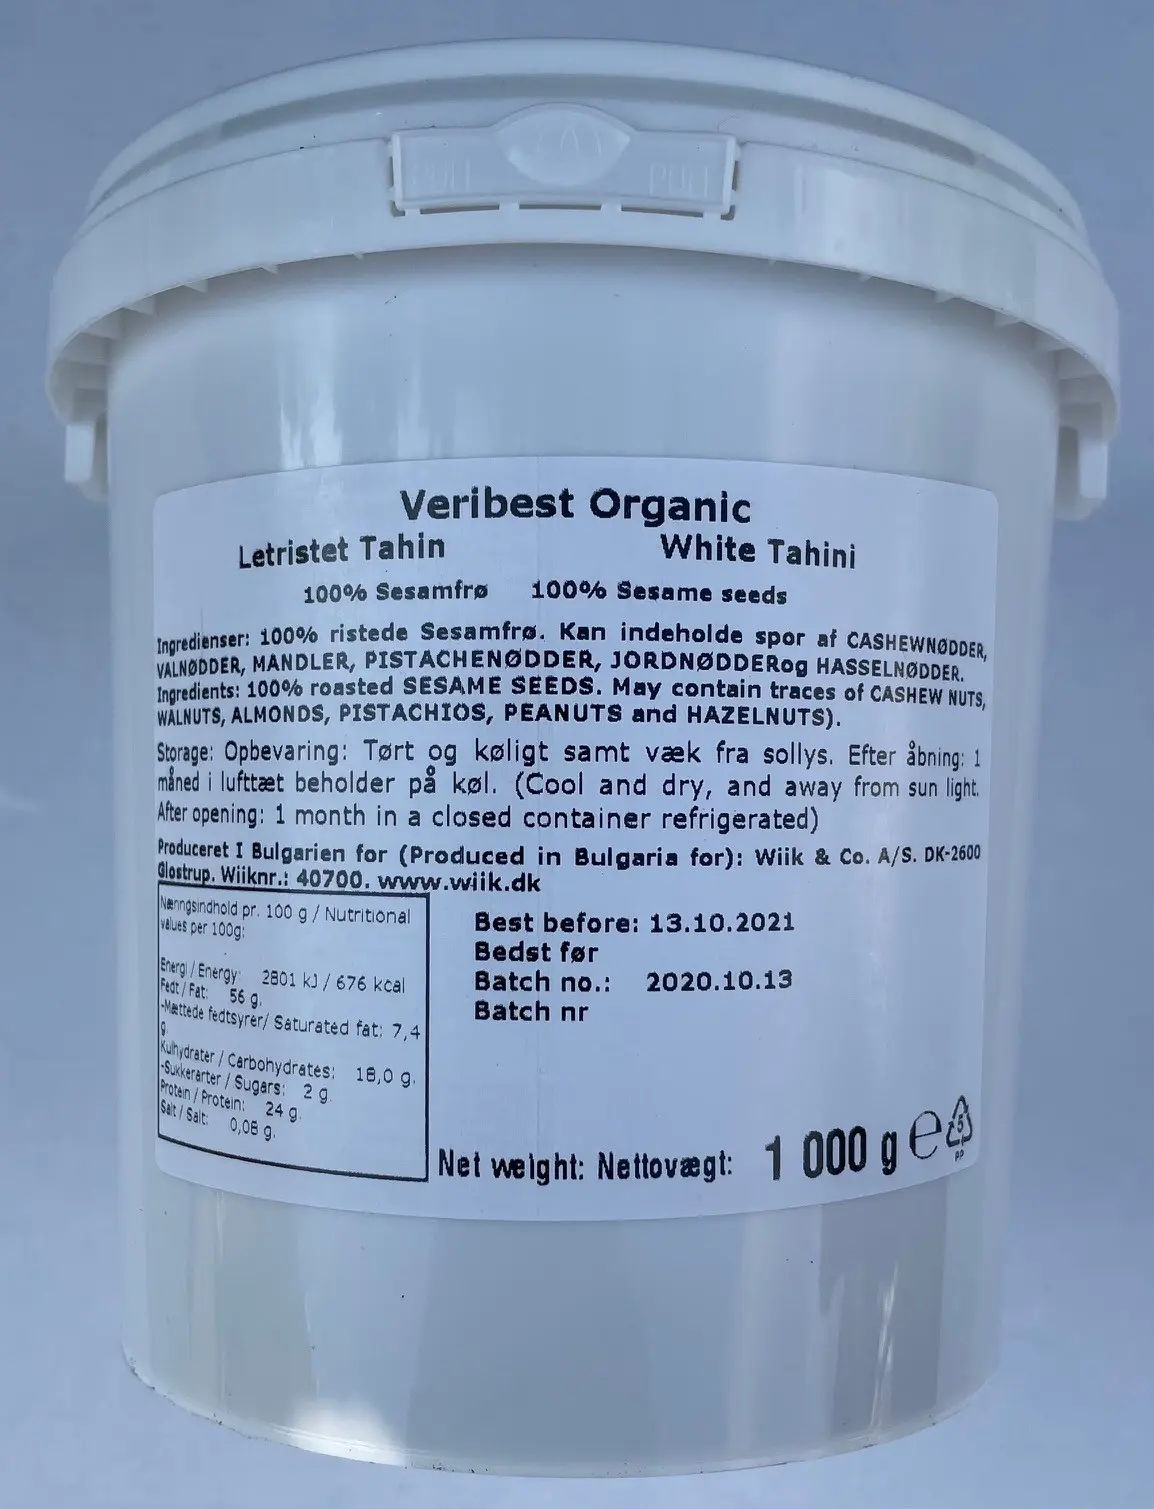 PULL
PULL
Veribest Organic
Letristet Tahin White Tahini
100% Sesamfrø 100% Sesame seeds
Ingredienser: 100% ristede Sesamfrø. Kan indeholde spor af CASHEWNØDDER,
VALNØDDER, MANDLER, PISTACHENØDDER, JORDNØDDERog HASSELNØDDER.
Ingredients: 100% roasted SESAME SEEDS. May contain traces of CASHEW NUTS,
WALNUTS, ALMONDS, PISTACHIOS, PEANUTS and HAZELNUTS).
Storage: Opbevaring: Tørt og køligt samt væk fra sollys. Efter åbning: 1
måned i lufttæt beholder på køl. (Cool and dry, and away from sun light.
After opening: 1 month in a closed container refrigerated)
Produceret I Bulgarien for (Produced in Bulgaria for): Wiik & Co. A/S. DK-2600
Glostrup. Wiiknr.: 40700. www.wiik.dk
Næringsindhold pr. 100 g / Nutritional
values per 100g:
Energi / Energy: 2801 kJ / 676 kcal
Fedt / Fat: 56 g.
-Mættede fedtsyrer/ Saturated fat: 7,4
g.
Kulhydrater / Carbohydrates: 18,0 g.
-Sukkerarter / Sugars: 2 g.
Protein / Protein: 24 g.
Salt / Salt: 0,08 g.
Best before: 13.10.2021
Bedst før
Batch no.: 2020.10.13
Batch nr
Net weight: Nettovægt: 1 000 g e
5
PP